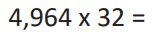 4,964 x 32 =